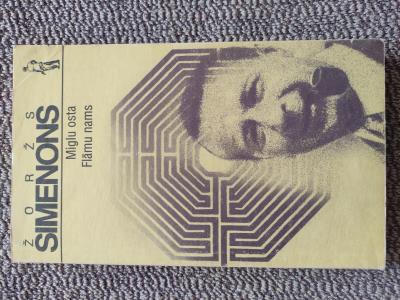 ŽORŽS
SIMENONS
Miglu osta
Flāmu nams